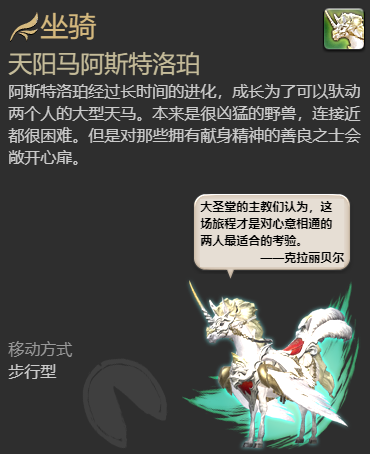 坐骑
天阳马阿斯特洛珀
阿斯特洛珀经过长时间的进化，成长为了可以驮动
两个人的大型天马。本来是很凶猛的野兽，连接近
都很困难。但是对那些拥有献身精神的善良之士会
敞开心扉。
大圣堂的主教们认为，这
场旅程才是对心意相通的
两人最适合的考验。
——克拉丽贝尔
移动方式
步行型